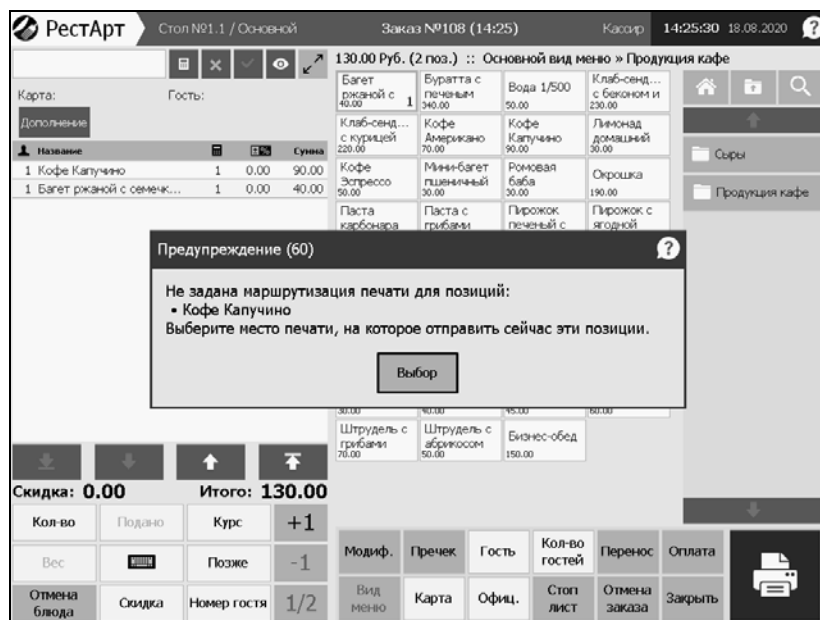 РестАрт
Стол №1.1 / Основной
Заказ №108 (14:25)
Кассир
14:25:30 18.08.2020
?
130.00 Руб. (2 поз.) :: Основной вид меню » Продукция кафе
Карта:
Гость:
Дополнение
Название
Сумма
1 Кофе Капучино 1 0.00 90.00
1 Багет ржаной с семечк... 1 0.00 40.00
Багет ржаной с 40.00 1
Буратта с печеным 340.00
Вода 1/500 50.00
Клаб-сенд... с беконом и 230.00
Клаб-сенд... с курицей 220.00
Кофе Американо 70.00
Кофе Капучино 90.00
Лимонад домашний 30.00
Кофе Эспрессо 50.00
Мини-багет пшеничный 30.00
Ромовая баба 30.00
Окрошка 190.00
Паста карбонара
Паста с грибами
Пирожок печеный с
Пирожок с ягодной
Сыры
Продукция кафе
Предупреждение (60)
?
Не задана маршрутизация печати для позиций:
• Кофе Капучино
Выберите место печати, на которое отправить сейчас эти позиции.
Выбор
30.00 40.00 45.00 60.00
Штрудель с грибами 70.00
Штрудель с абрикосом 50.00
Бизнес-обед 150.00
Скидка: 0.00 Итого: 130.00
Кол-во Подано Курс +1
Вес Позже -1
Отмена блюда Скидка Номер гостя 1/2
Модиф. Пречек Гость Кол-во гостей Перенос Оплата
Вид меню Карта Офиц. Стоп лист Отмена заказа Закрыть